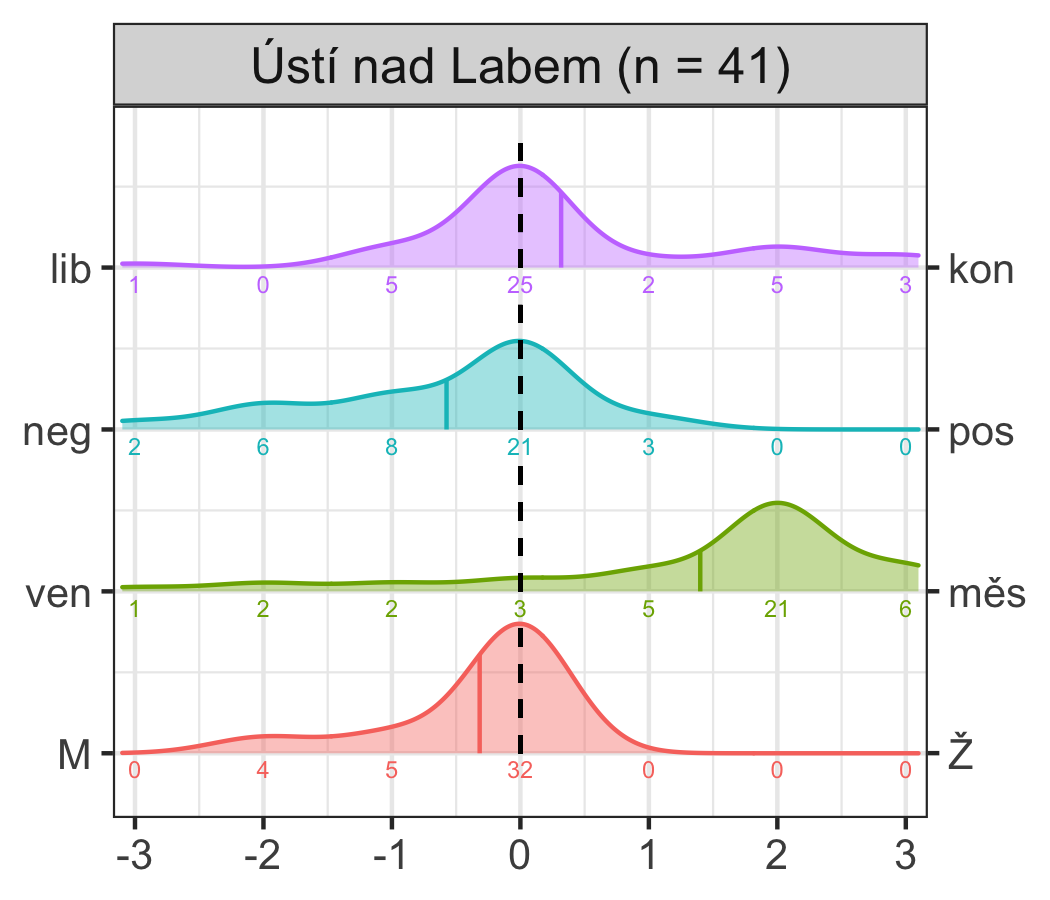 Ústí nad Labem (n = 41)
lib kon
1 0 5 25 2 5 3
neg pos
2 6 8 21 3 0 0
ven měs
1 2 2 3 5 21 6
M Ž
0 4 5 32 0 0 0
-3 -2 -1 0 1 2 3